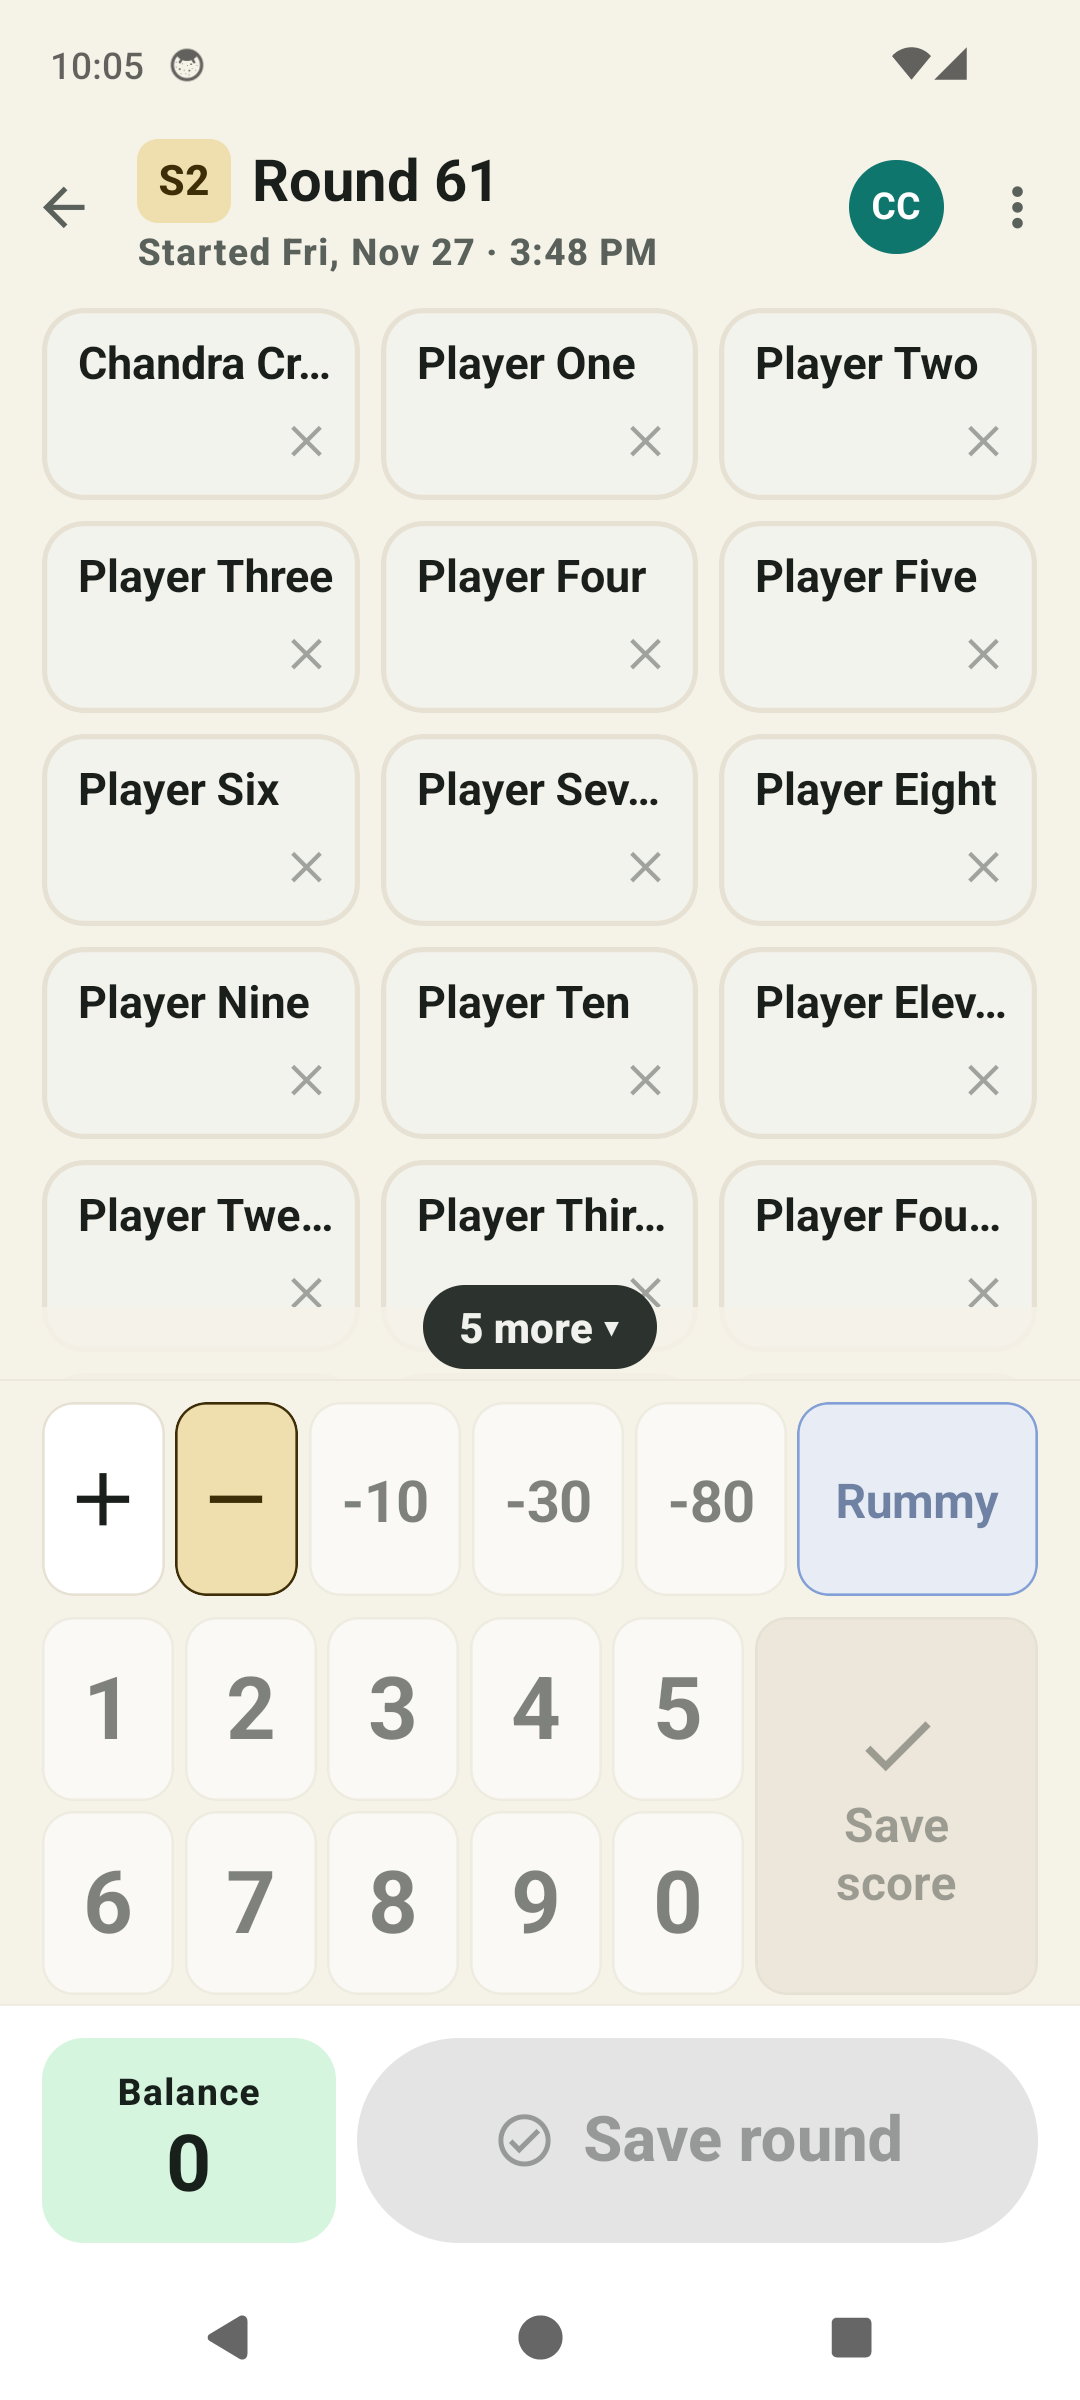 10:05
S2 Round 61
CC
Started Fri, Nov 27 · 3:48 PM
Chandra Cr... Player One Player Two
Player Three Player Four Player Five
Player Six Player Sev... Player Eight
Player Nine Player Ten Player Elev...
Player Twe... Player Thir... Player Fou...
5 more ▾
+ − -10 -30 -80 Rummy
1 2 3 4 5
6 7 8 9 0
Save
score
Balance
0
Save round